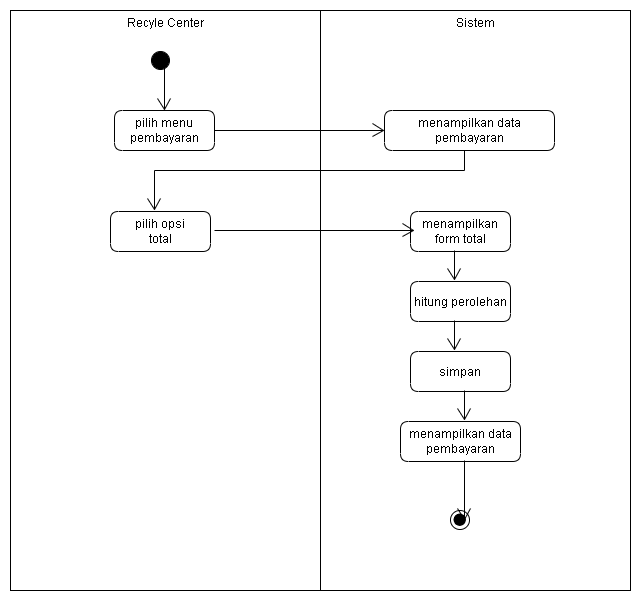 Recyle Center
Sistem
pilih menu
pembayaran
menampilkan data
pembayaran
pilih opsi
total
menampilkan
form total
hitung perolehan
simpan
menampilkan data
pembayaran